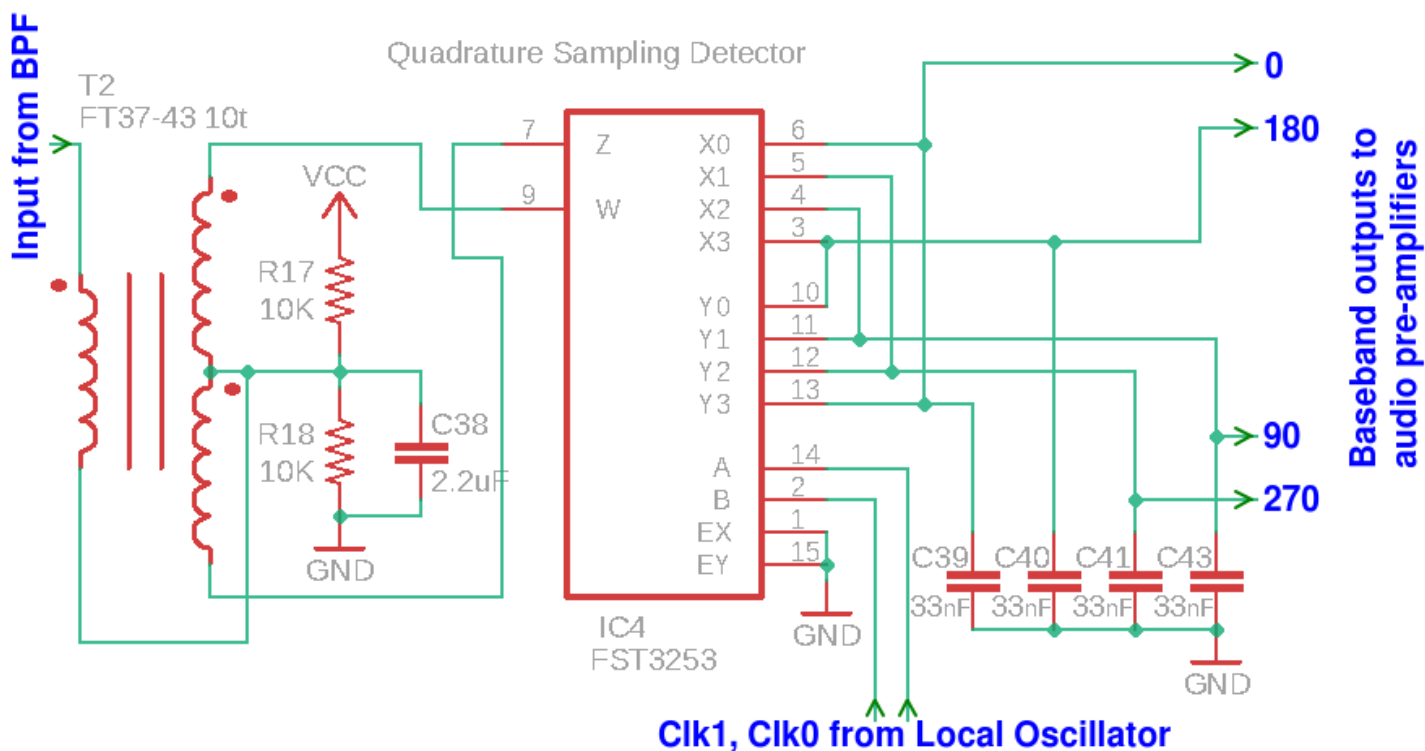 Input from BPF
Quadrature Sampling Detector
T2
FT37-43 10t
VCC
R17
10K
R18
10K
C38
2.2uF
GND
7
Z
9
W
X0
6
X1
5
X2
4
X3
3
Y0
10
Y1
11
Y2
12
Y3
13
A
14
B
2
EX
1
EY
15
IC4
FST3253
GND
0
180
90
270
Baseband outputs to
audio pre-amplifiers
C39
33nF
C40
33nF
C41
33nF
C43
33nF
GND
Clk1, Clk0 from Local Oscillator